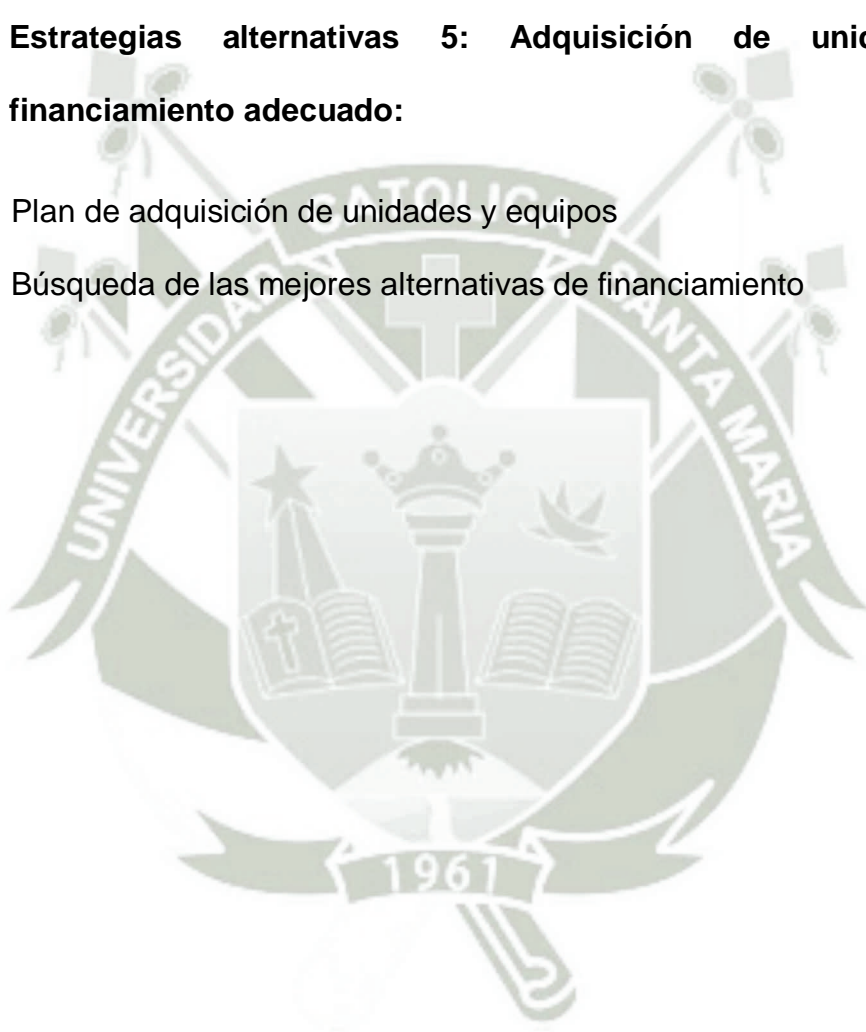 Estrategias alternativas 5: Adquisición de
financiamiento adecuado:
Plan de adquisición de unidades y equipos
Búsqueda de las mejores alternativas de financiamiento
UNIVERSIDAD CATOLICA SANTA MARIA
1961